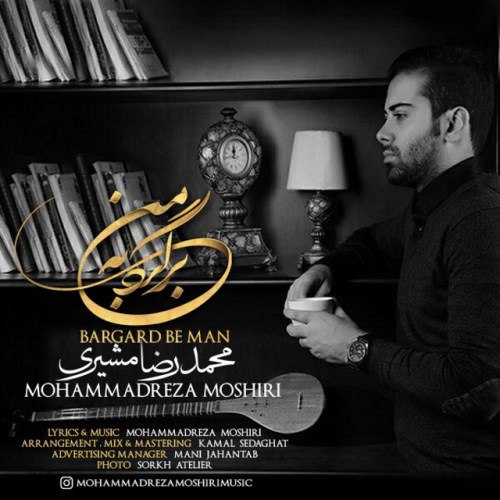 برگرد به من
BARGARD BE MAN
محمدرضا مشیری
MOHAMMADREZA MOSHIRI
LYRICS & MUSIC MOHAMMADREZA MOSHIRI
ARRANGEMENT . MIX & MASTERING KAMAL SEDAGHAT
ADVERTISING MANAGER MANI JAHANTAB
PHOTO SORKH ATELIER
MOHAMMADREZAMOSHIRIMUSIC